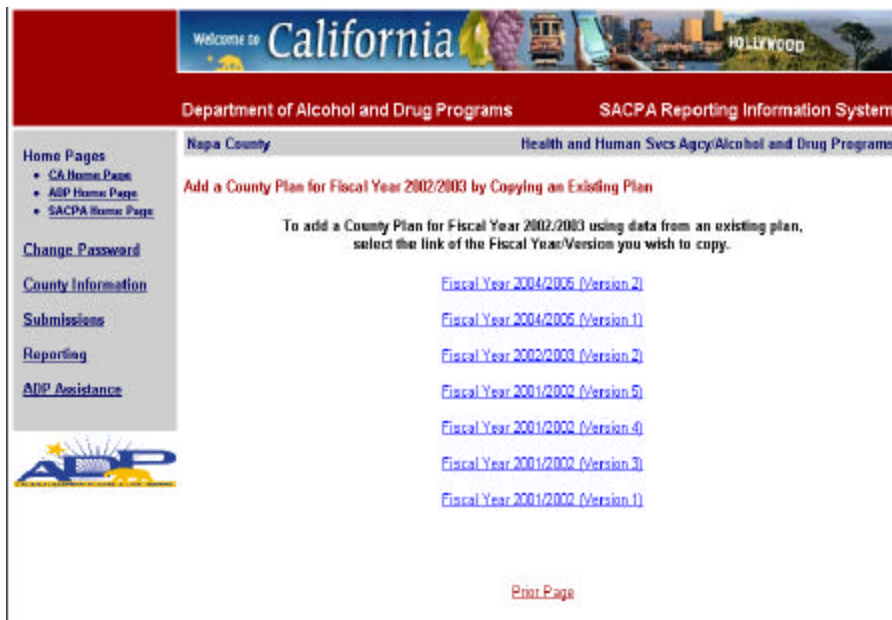 Welcome to California
HOLLYWOOD
Department of Alcohol and Drug Programs SACPA Reporting Information System
Napa County Health and Human Svcs Agcy/Alcohol and Drug Programs
Home Pages
• CA Home Page
• ADP Home Page
• SACPA Home Page
Change Password
County Information
Submissions
Reporting
ADP Assistance
ADP
Add a County Plan for Fiscal Year 2002/2003 by Copying an Existing Plan
To add a County Plan for Fiscal Year 2002/2003 using data from an existing plan,
select the link of the Fiscal Year/Version you wish to copy.
Fiscal Year 2004/2005 (Version 2)
Fiscal Year 2004/2005 (Version 1)
Fiscal Year 2002/2003 (Version 2)
Fiscal Year 2001/2002 (Version 5)
Fiscal Year 2001/2002 (Version 4)
Fiscal Year 2001/2002 (Version 3)
Fiscal Year 2001/2002 (Version 1)
Prior Page